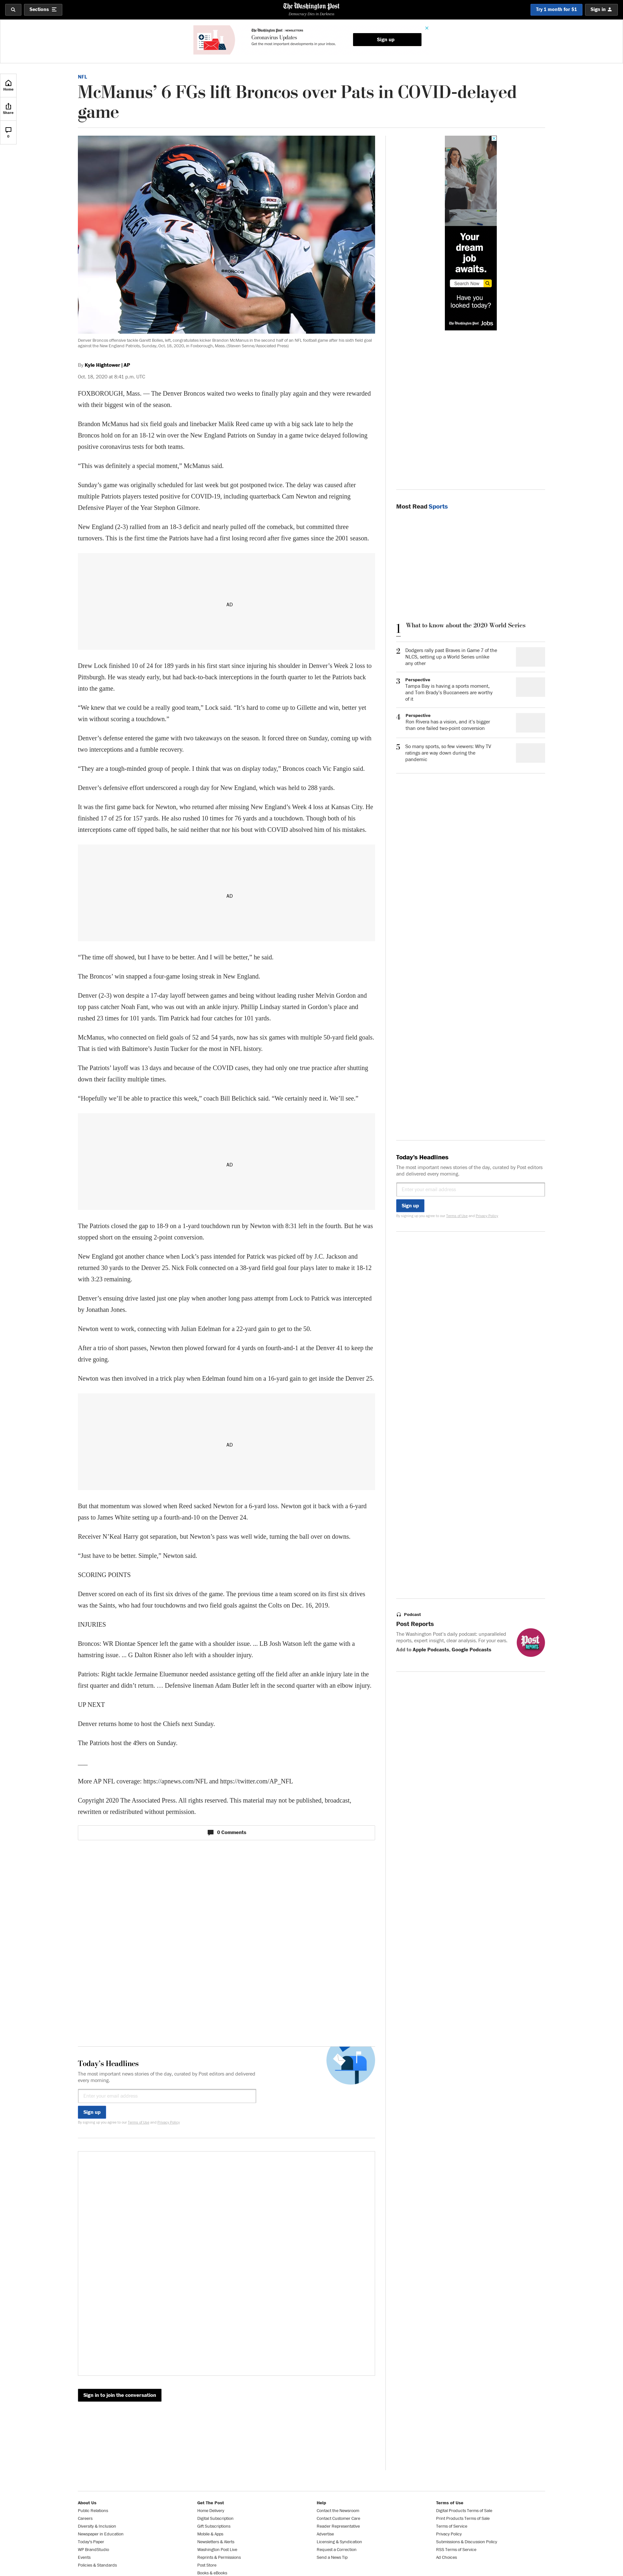 Sections
The Washington Post
Democracy Dies in Darkness
Try 1 month for $1
Sign in
The Washington Post NEWSLETTERS
Coronavirus Updates
Get the most important developments in your inbox.
Sign up
Home
Share
0
NFL
McManus’ 6 FGs lift Broncos over Pats in COVID-delayed
game
Denver Broncos offensive tackle Garett Bolles, left, congratulates kicker Brandon McManus in the second half of an NFL football game after his sixth field goal
against the New England Patriots, Sunday, Oct. 18, 2020, in Foxborough, Mass. (Steven Senne/Associated Press)
By Kyle Hightower | AP
Oct. 18, 2020 at 8:41 p.m. UTC
FOXBOROUGH, Mass. — The Denver Broncos waited two weeks to finally play again and they were rewarded
with their biggest win of the season.
Brandon McManus had six field goals and linebacker Malik Reed came up with a big sack late to help the
Broncos hold on for an 18-12 win over the New England Patriots on Sunday in a game twice delayed following
positive coronavirus tests for both teams.
“This was definitely a special moment,” McManus said.
Sunday’s game was originally scheduled for last week but got postponed twice. The delay was caused after
multiple Patriots players tested positive for COVID-19, including quarterback Cam Newton and reigning
Defensive Player of the Year Stephon Gilmore.
New England (2-3) rallied from an 18-3 deficit and nearly pulled off the comeback, but committed three
turnovers. This is the first time the Patriots have had a first losing record after five games since the 2001 season.
AD
Drew Lock finished 10 of 24 for 189 yards in his first start since injuring his shoulder in Denver’s Week 2 loss to
Pittsburgh. He was steady early, but had back-to-back interceptions in the fourth quarter to let the Patriots back
into the game.
“We knew that we could be a really good team,” Lock said. “It’s hard to come up to Gillette and win, better yet
win without scoring a touchdown.”
Denver’s defense entered the game with two takeaways on the season. It forced three on Sunday, coming up with
two interceptions and a fumble recovery.
“They are a tough-minded group of people. I think that was on display today,” Broncos coach Vic Fangio said.
Denver’s defensive effort underscored a rough day for New England, which was held to 288 yards.
It was the first game back for Newton, who returned after missing New England’s Week 4 loss at Kansas City. He
finished 17 of 25 for 157 yards. He also rushed 10 times for 76 yards and a touchdown. Though both of his
interceptions came off tipped balls, he said neither that nor his bout with COVID absolved him of his mistakes.
AD
“The time off showed, but I have to be better. And I will be better,” he said.
The Broncos’ win snapped a four-game losing streak in New England.
Denver (2-3) won despite a 17-day layoff between games and being without leading rusher Melvin Gordon and
top pass catcher Noah Fant, who was out with an ankle injury. Phillip Lindsay started in Gordon’s place and
rushed 23 times for 101 yards. Tim Patrick had four catches for 101 yards.
McManus, who connected on field goals of 52 and 54 yards, now has six games with multiple 50-yard field goals.
That is tied with Baltimore’s Justin Tucker for the most in NFL history.
The Patriots’ layoff was 13 days and because of the COVID cases, they had only one true practice after shutting
down their facility multiple times.
“Hopefully we’ll be able to practice this week,” coach Bill Belichick said. “We certainly need it. We’ll see.”
AD
The Patriots closed the gap to 18-9 on a 1-yard touchdown run by Newton with 8:31 left in the fourth. But he was
stopped short on the ensuing 2-point conversion.
New England got another chance when Lock’s pass intended for Patrick was picked off by J.C. Jackson and
returned 30 yards to the Denver 25. Nick Folk connected on a 38-yard field goal four plays later to make it 18-12
with 3:23 remaining.
Denver’s ensuing drive lasted just one play when another long pass attempt from Lock to Patrick was intercepted
by Jonathan Jones.
Newton went to work, connecting with Julian Edelman for a 22-yard gain to get to the 50.
After a trio of short passes, Newton then plowed forward for 4 yards on fourth-and-1 at the Denver 41 to keep the
drive going.
Newton was then involved in a trick play when Edelman found him on a 16-yard gain to get inside the Denver 25.
AD
But that momentum was slowed when Reed sacked Newton for a 6-yard loss. Newton got it back with a 6-yard
pass to James White setting up a fourth-and-10 on the Denver 24.
Receiver N’Keal Harry got separation, but Newton’s pass was well wide, turning the ball over on downs.
“Just have to be better. Simple,” Newton said.
SCORING POINTS
Denver scored on each of its first six drives of the game. The previous time a team scored on its first six drives
was the Saints, who had four touchdowns and two field goals against the Colts on Dec. 16, 2019.
INJURIES
Broncos: WR Diontae Spencer left the game with a shoulder issue. ... LB Josh Watson left the game with a
hamstring issue. ... G Dalton Risner also left with a shoulder injury.
Patriots: Right tackle Jermaine Eluemunor needed assistance getting off the field after an ankle injury late in the
first quarter and didn’t return. … Defensive lineman Adam Butler left in the second quarter with an elbow injury.
UP NEXT
Denver returns home to host the Chiefs next Sunday.
The Patriots host the 49ers on Sunday.
___
More AP NFL coverage: https://apnews.com/NFL and https://twitter.com/AP_NFL
Copyright 2020 The Associated Press. All rights reserved. This material may not be published, broadcast,
rewritten or redistributed without permission.
0 Comments
Today’s Headlines
The most important news stories of the day, curated by Post editors and delivered
every morning.
Enter your email address
Sign up
By signing up you agree to our Terms of Use and Privacy Policy
Sign in to join the conversation
Your
dream
job
awaits.
Search Now
Have you
looked today?
The Washington Post Jobs
Most Read Sports
1 What to know about the 2020 World Series
2 Dodgers rally past Braves in Game 7 of the
NLCS, setting up a World Series unlike
any other
3 Perspective
Tampa Bay is having a sports moment,
and Tom Brady’s Buccaneers are worthy
of it
4 Perspective
Ron Rivera has a vision, and it’s bigger
than one failed two-point conversion
5 So many sports, so few viewers: Why TV
ratings are way down during the
pandemic
Today’s Headlines
The most important news stories of the day, curated by Post editors
and delivered every morning.
Enter your email address
Sign up
By signing up you agree to our Terms of Use and Privacy Policy
Podcast
Post Reports
The Washington Post’s daily podcast: unparalleled
reports, expert insight, clear analysis. For your ears.
Add to Apple Podcasts, Google Podcasts
Post
REPORTS
About Us
Public Relations
Careers
Diversity & Inclusion
Newspaper in Education
Today’s Paper
WP BrandStudio
Events
Policies & Standards
Get The Post
Home Delivery
Digital Subscription
Gift Subscriptions
Mobile & Apps
Newsletters & Alerts
Washington Post Live
Reprints & Permissions
Post Store
Books & eBooks
Help
Contact the Newsroom
Contact Customer Care
Reader Representative
Advertise
Licensing & Syndication
Request a Correction
Send a News Tip
Terms of Use
Digital Products Terms of Sale
Print Products Terms of Sale
Terms of Service
Privacy Policy
Submissions & Discussion Policy
RSS Terms of Service
Ad Choices